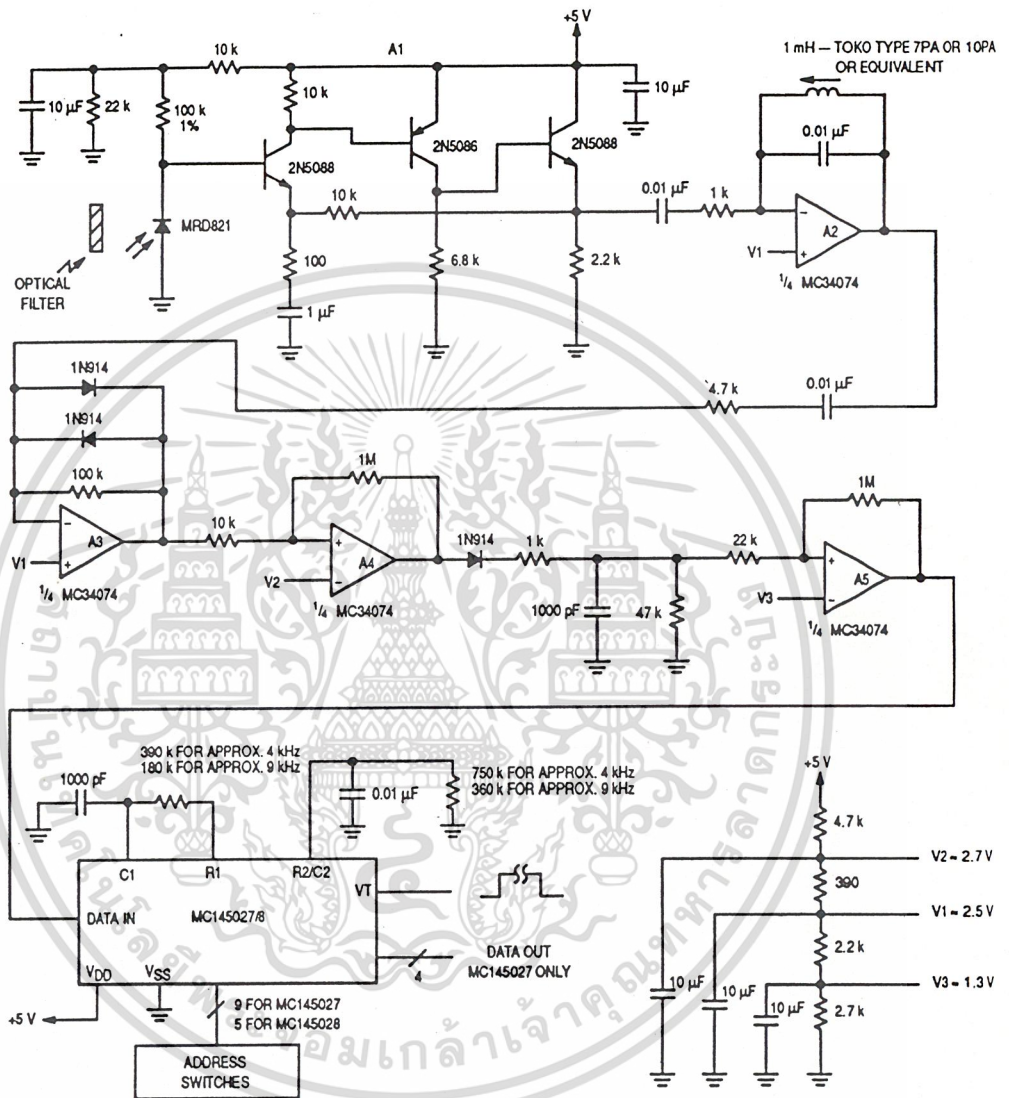 +5 V
1 mH — TOKO TYPE 7PA OR 10PA
OR EQUIVALENT
10 k
A1
10 µF
22 k
100 k
1%
10 k
10 µF
0.01 µF
2N5088
2N5086
2N5088
0.01 µF
1 k
10 k
MRD821
A2
V1
1/4 MC34074
OPTICAL
FILTER
100
6.8 k
2.2 k
1 µF
1N914
4.7 k
0.01 µF
1N914
100 k
1M
1M
10 k
1N914
1 k
22 k
A3
V1
1/4 MC34074
A4
V2
1/4 MC34074
1000 pF
47 k
A5
V3
1/4 MC34074
390 k FOR APPROX. 4 kHz
180 k FOR APPROX. 9 kHz
1000 pF
750 k FOR APPROX. 4 kHz
360 k FOR APPROX. 9 kHz
0.01 µF
+5 V
4.7 k
V2 ≈ 2.7 V
390
V1 ≈ 2.5 V
2.2 k
V3 ≈ 1.3 V
2.7 k
10 µF
10 µF
10 µF
C1
R1
R2/C2
VT
DATA IN
MC145027/8
VDD
VSS
4
DATA OUT
MC145027 ONLY
+5 V
9 FOR MC145027
5 FOR MC145028
ADDRESS
SWITCHES